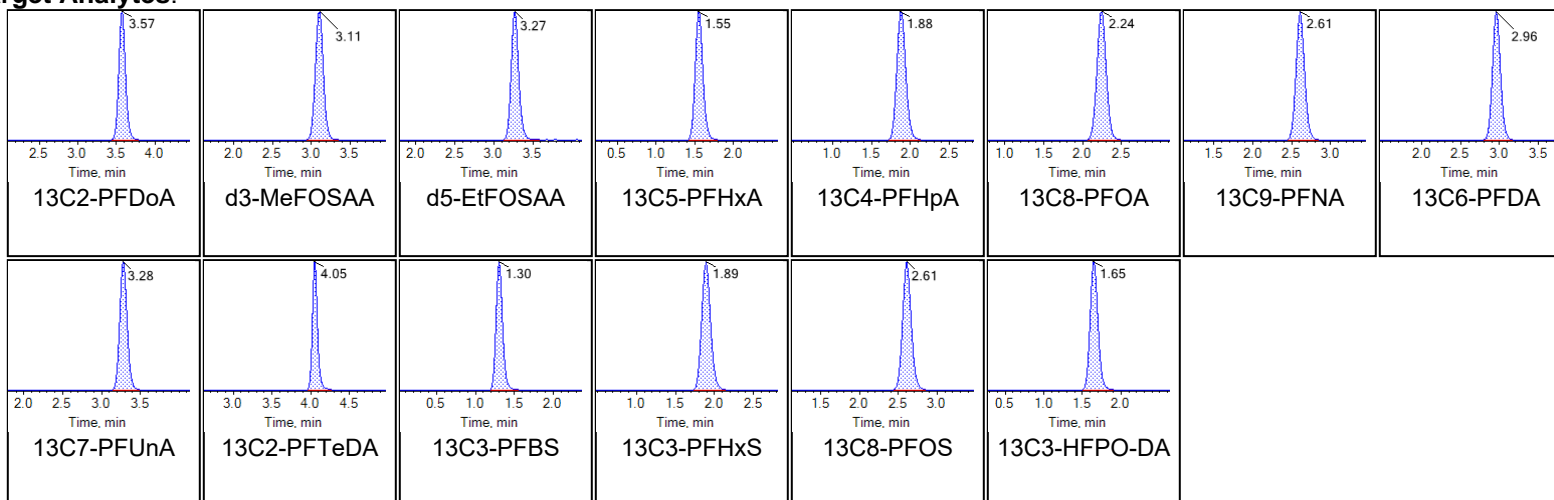 rget Analytes:
3.57 3.11 3.27 1.55 1.88 2.24 2.61 2.96
2.5 3.0 3.5 4.0 2.0 2.5 3.0 3.5 2.0 2.5 3.0 3.5 0.5 1.0 1.5 2.0 1.0 1.5 2.0 2.5 1.0 1.5 2.0 2.5 1.5 2.0 2.5 3.0 2.0 2.5 3.0 3.5
Time, min Time, min Time, min Time, min Time, min Time, min Time, min Time, min
13C2-PFDoA d3-MeFOSAA d5-EtFOSAA 13C5-PFHxA 13C4-PFHpA 13C8-PFOA 13C9-PFNA 13C6-PFDA
3.28 4.05 1.30 1.89 2.61 1.65
2.0 2.5 3.0 3.5 3.0 3.5 4.0 4.5 0.5 1.0 1.5 2.0 1.0 1.5 2.0 2.5 1.5 2.0 2.5 3.0 0.5 1.0 1.5 2.0
Time, min Time, min Time, min Time, min Time, min Time, min
13C7-PFUnA 13C2-PFTeDA 13C3-PFBS 13C3-PFHxS 13C8-PFOS 13C3-HFPO-DA